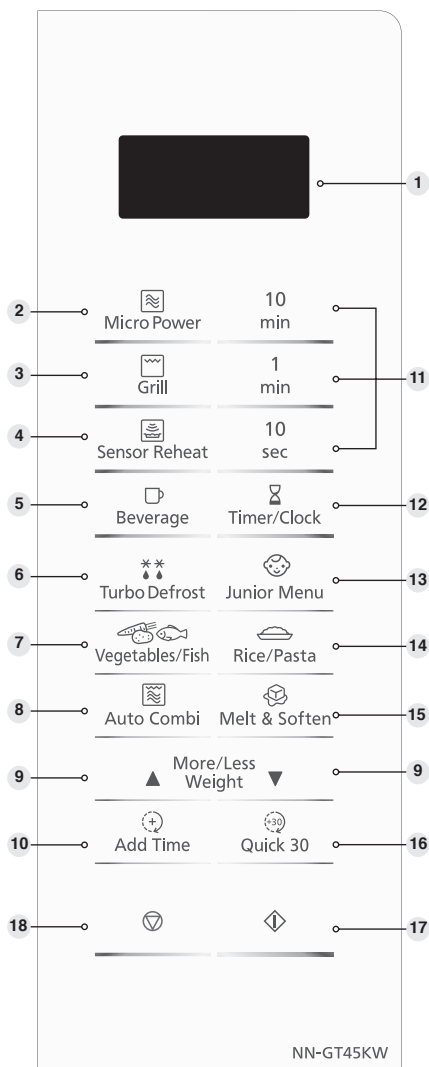 1
2
Micro Power
10
min
3
Grill
1
min
11
4
Sensor Reheat
10
sec
5
Beverage
Timer/Clock
12
6
Turbo Defrost
Junior Menu
13
7
Vegetables/Fish
Rice/Pasta
14
8
Auto Combi
Melt & Soften
15
9
More/Less
Weight
9
10
Add Time
+30
Quick 30
16
18
17
NN-GT45KW